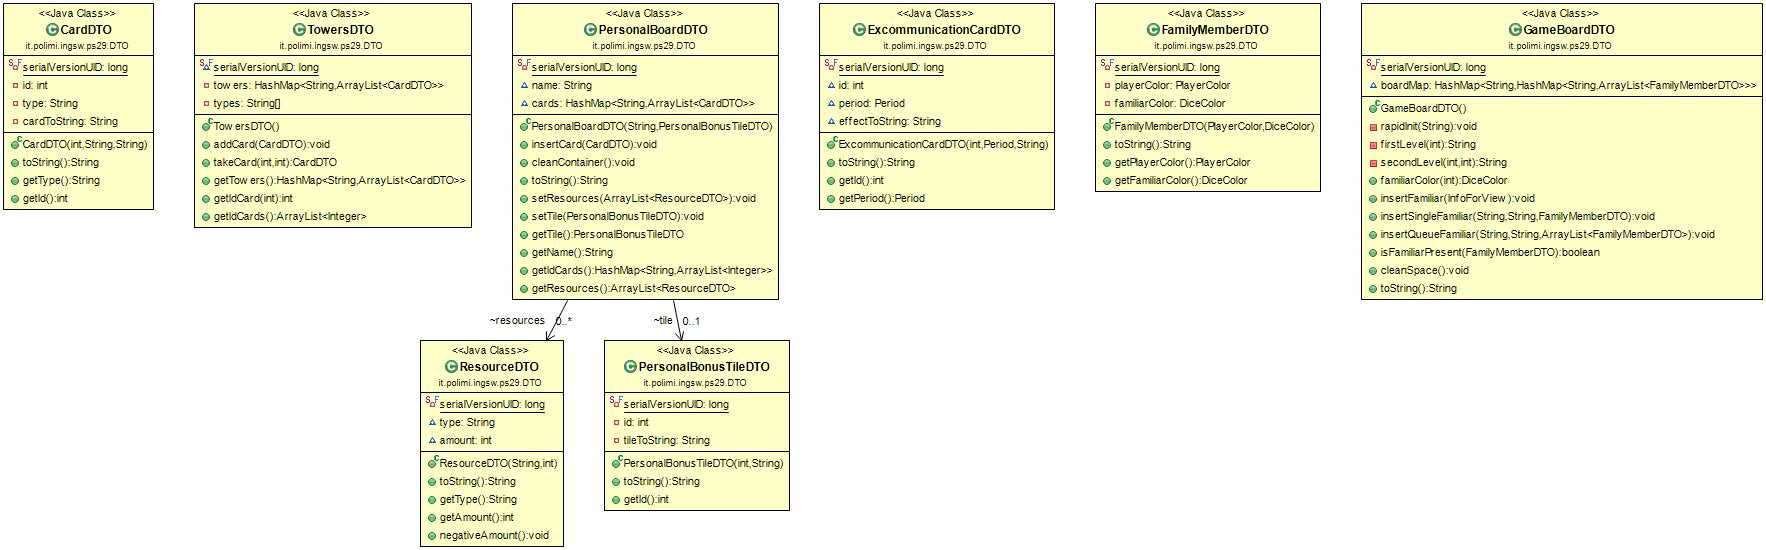 <<Java Class>>
CardDTO
it.polimi.ingsw.ps29.DTO
serialVersionUID: long
id: int
type: String
cardToString: String
CardDTO(int,String,String)
toString():String
getType():String
getId():int
<<Java Class>>
TowersDTO
it.polimi.ingsw.ps29.DTO
serialVersionUID: long
towers: HashMap<String,ArrayList<CardDTO>>
types: String[]
TowersDTO()
addCard(CardDTO):void
takeCard(int,int):CardDTO
getTowers():HashMap<String,ArrayList<CardDTO>>
getIdCard(int):int
getIdCards():ArrayList<Integer>
<<Java Class>>
PersonalBoardDTO
it.polimi.ingsw.ps29.DTO
serialVersionUID: long
name: String
cards: HashMap<String,ArrayList<CardDTO>>
PersonalBoardDTO(String,PersonalBonusTileDTO)
insertCard(CardDTO):void
cleanContainer():void
toString():String
setResources(ArrayList<ResourceDTO>):void
setTile(PersonalBonusTileDTO):void
getTile():PersonalBonusTileDTO
getName():String
getIdCards():HashMap<String,ArrayList<Integer>>
getResources():ArrayList<ResourceDTO>
<<Java Class>>
ExcommunicationCardDTO
it.polimi.ingsw.ps29.DTO
serialVersionUID: long
id: int
period: Period
effectToString: String
ExcommunicationCardDTO(int,Period,String)
toString():String
getId():int
getPeriod():Period
<<Java Class>>
FamilyMemberDTO
it.polimi.ingsw.ps29.DTO
serialVersionUID: long
playerColor: PlayerColor
familiarColor: DiceColor
FamilyMemberDTO(PlayerColor,DiceColor)
toString():String
getPlayerColor():PlayerColor
getFamiliarColor():DiceColor
<<Java Class>>
GameBoardDTO
it.polimi.ingsw.ps29.DTO
serialVersionUID: long
boardMap: HashMap<String,HashMap<String,ArrayList<FamilyMemberDTO>>>
GameBoardDTO()
rapidInit(String):void
firstLevel(int):String
secondLevel(int,int):String
familiarColor(int):DiceColor
insertFamiliar(InfoForView):void
insertSingleFamiliar(String,String,FamilyMemberDTO):void
insertQueueFamiliar(String,String,ArrayList<FamilyMemberDTO>):void
isFamiliarPresent(FamilyMemberDTO):boolean
cleanSpace():void
toString():String
~resources 0..*
~tile 0..1
<<Java Class>>
ResourceDTO
it.polimi.ingsw.ps29.DTO
serialVersionUID: long
type: String
amount: int
ResourceDTO(String,int)
toString():String
getType():String
getAmount():int
negativeAmount():void
<<Java Class>>
PersonalBonusTileDTO
it.polimi.ingsw.ps29.DTO
serialVersionUID: long
id: int
tileToString: String
PersonalBonusTileDTO(int,String)
toString():String
getId():int